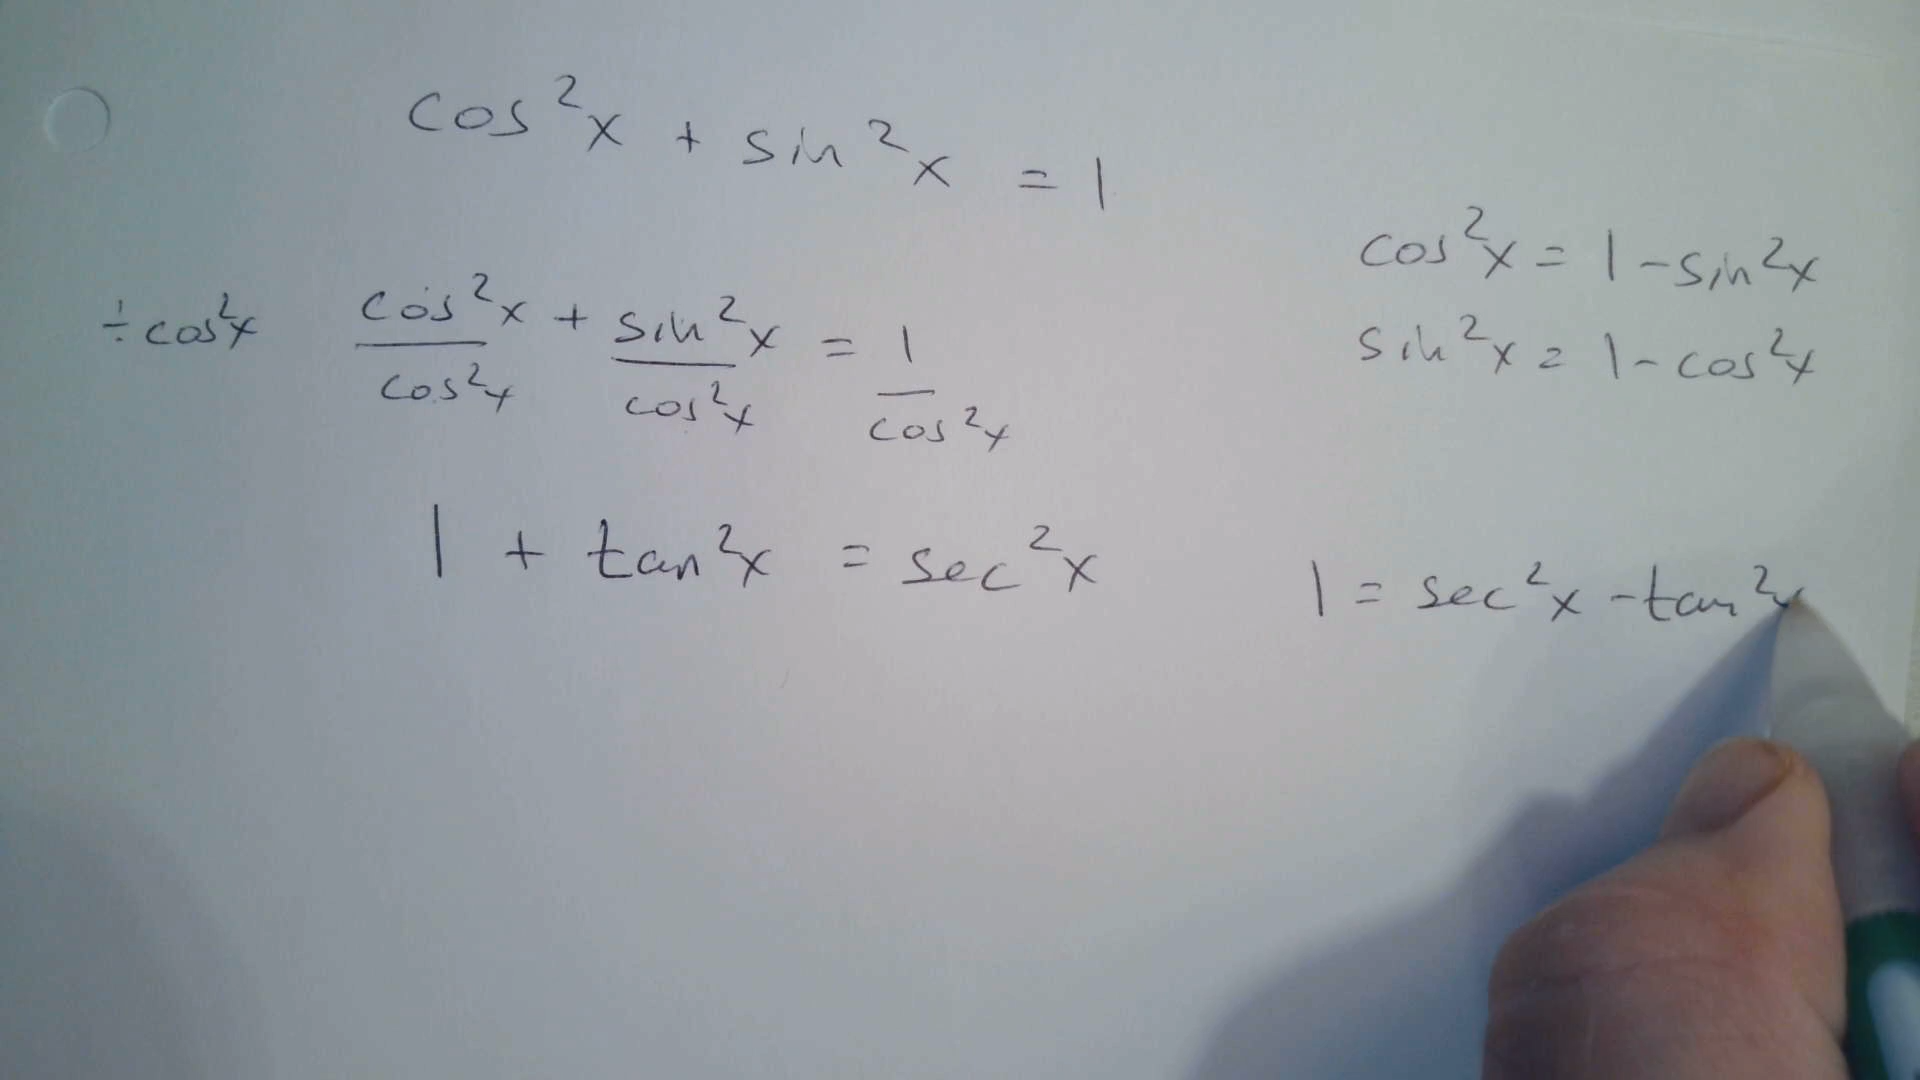 cos²x + sin²x = 1
cos²x = 1 - sin²x
sin²x = 1 - cos²x
÷cos²x cos²x/cos²x + sin²x/cos²x = 1/cos²x
1 + tan²x = sec²x
1 = sec²x - tan²x